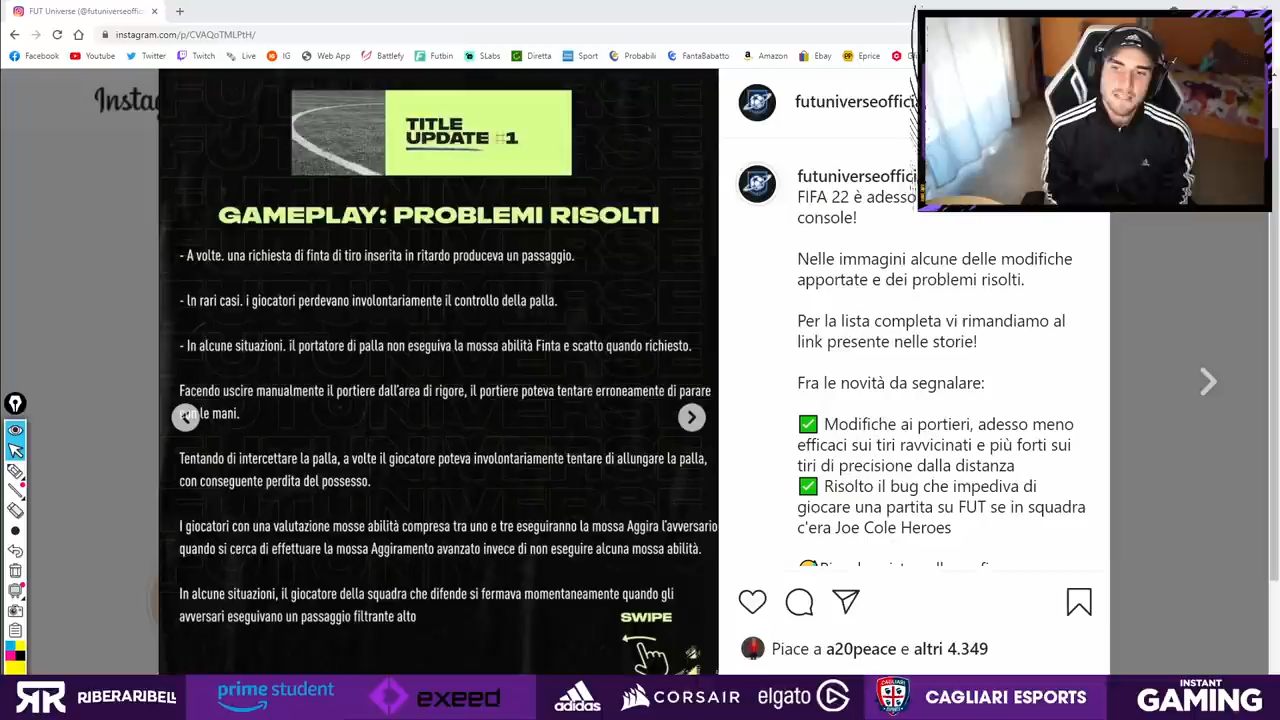 FUT Universe (@futuniverseoffici
instagram.com/p/CVAQoTMLPtH/
Facebook Youtube Twitter Live IG Web App Battlefy Futbin SLabs Diretta Sport Probabili FantaBabatto Amazon Ebay Eprice
Insta
TITLE
UPDATE #1
GAMEPLAY: PROBLEMI RISOLTI
- A volte. una richiesta di finta di tiro inserita in ritardo produceva un passaggio.
- In rari casi. i giocatori perdevano involontariamente il controllo della palla.
- In alcune situazioni. il portatore di palla non eseguiva la mossa abilità Finta e scatto quando richiesto.
Facendo uscire manualmente il portiere dall'area di rigore, il portiere poteva tentare erroneamente di parare
con le mani.
Tentando di intercettare la palla, a volte il giocatore poteva involontariamente tentare di allungare la palla,
con conseguente perdita del possesso.
I giocatori con una valutazione mosse abilità compresa tra uno e tre eseguiranno la mossa Aggira l'avversario
quando si cerca di effettuare la mossa Aggiramento avanzato invece di non eseguire alcuna mossa abilità.
In alcune situazioni, il giocatore della squadra che difende si fermava momentaneamente quando gli
avversari eseguivano un passaggio filtrante alto
SWIPE
futuniverseoffici
futuniverseoffici
FIFA 22 è adesso
console!
Nelle immagini alcune delle modifiche
apportate e dei problemi risolti.
Per la lista completa vi rimandiamo al
link presente nelle storie!
Fra le novità da segnalare:
✅ Modifiche ai portieri, adesso meno
efficaci sui tiri ravvicinati e più forti sui
tiri di precisione dalla distanza
✅ Risolto il bug che impediva di
giocare una partita su FUT se in squadra
c'era Joe Cole Heroes
Piace a a20peace e altri 4.349
RR RIBERARIBELL prime student exeed adidas CORSAIR elgato CAGLIARI ESPORTS INSTANT GAMING